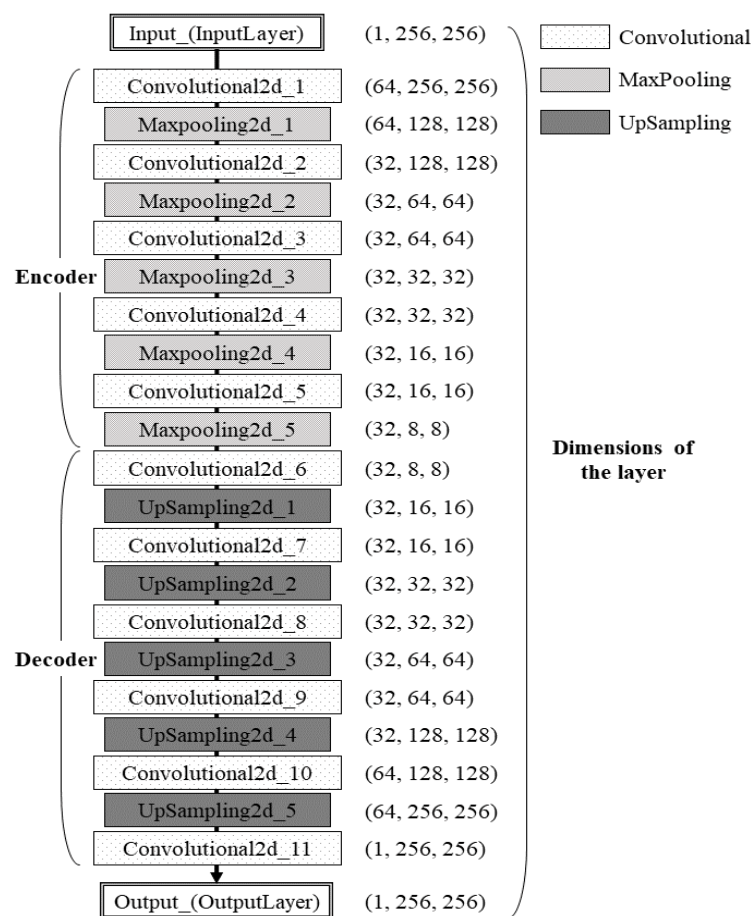 Input_(InputLayer) (1, 256, 256)
Convolutional2d_1 (64, 256, 256)
Maxpooling2d_1 (64, 128, 128)
Convolutional2d_2 (32, 128, 128)
Maxpooling2d_2 (32, 64, 64)
Convolutional2d_3 (32, 64, 64)
Encoder Maxpooling2d_3 (32, 32, 32)
Convolutional2d_4 (32, 32, 32)
Maxpooling2d_4 (32, 16, 16)
Convolutional2d_5 (32, 16, 16)
Maxpooling2d_5 (32, 8, 8)
Convolutional2d_6 (32, 8, 8)
UpSampling2d_1 (32, 16, 16)
Convolutional2d_7 (32, 16, 16)
UpSampling2d_2 (32, 32, 32)
Convolutional2d_8 (32, 32, 32)
Decoder UpSampling2d_3 (32, 64, 64)
Convolutional2d_9 (32, 64, 64)
UpSampling2d_4 (32, 128, 128)
Convolutional2d_10 (64, 128, 128)
UpSampling2d_5 (64, 256, 256)
Convolutional2d_11 (1, 256, 256)
Output_(OutputLayer) (1, 256, 256)
Convolutional
MaxPooling
UpSampling
Dimensions of
the layer